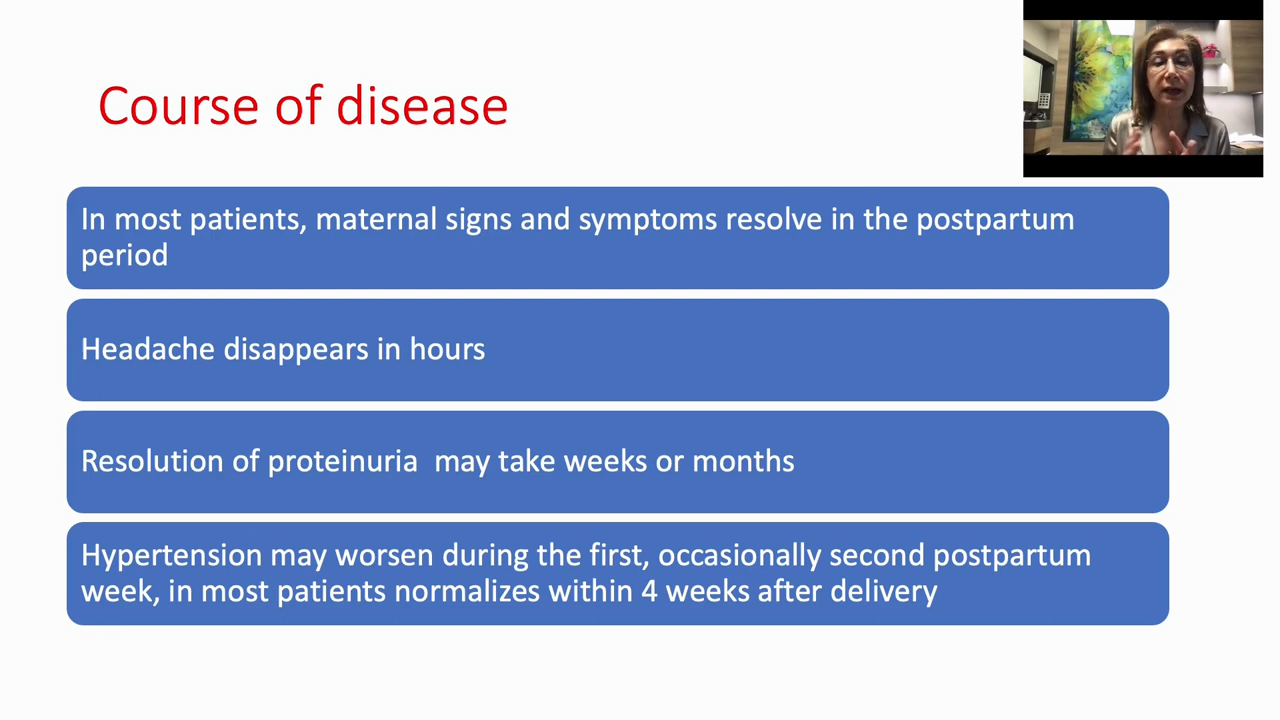 Course of disease
In most patients, maternal signs and symptoms resolve in the postpartum
period
Headache disappears in hours
Resolution of proteinuria  may take weeks or months
Hypertension may worsen during the first, occasionally second postpartum
week, in most patients normalizes within 4 weeks after delivery